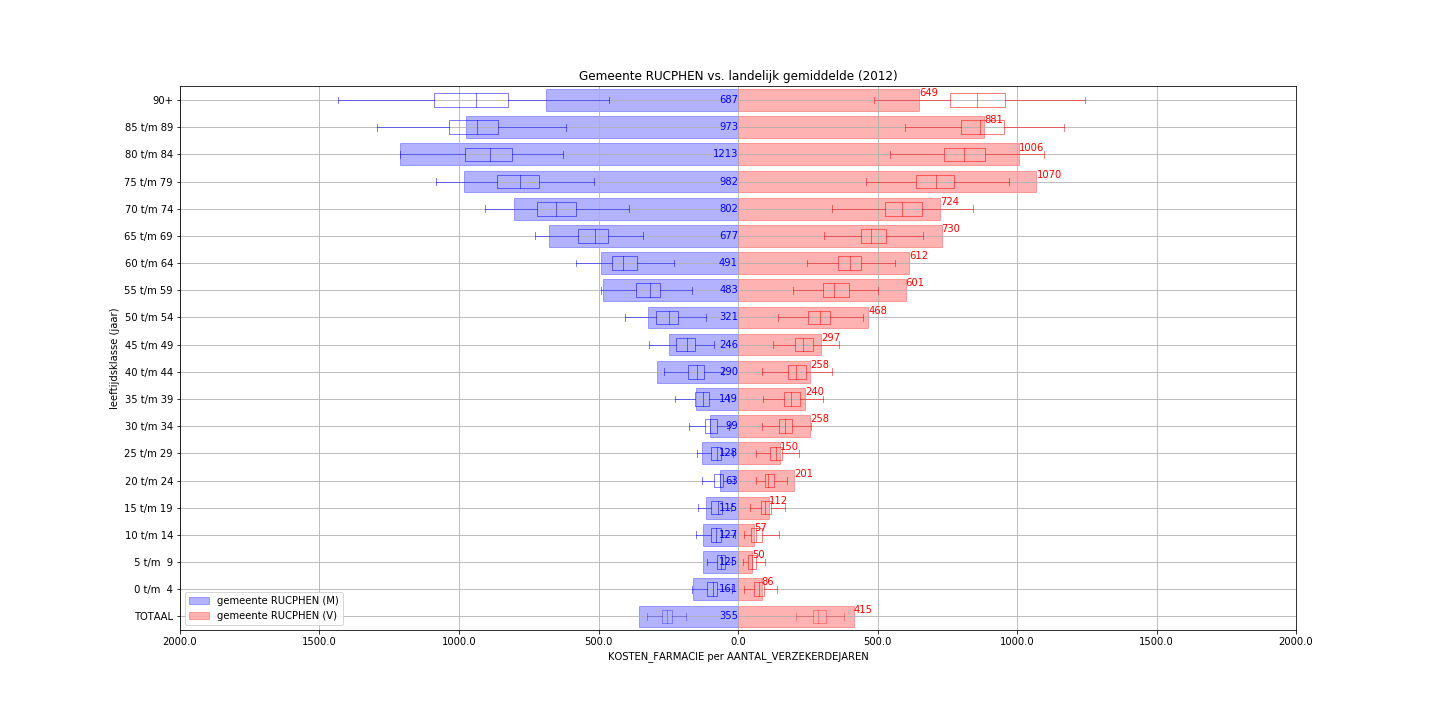 Gemeente RUCPHEN vs. landelijk gemiddelde (2012)
90+ 687 649
85 t/m 89 973 881
80 t/m 84 1213 1006
75 t/m 79 982 1070
70 t/m 74 802 724
65 t/m 69 677 730
60 t/m 64 491 612
55 t/m 59 483 601
50 t/m 54 321 468
45 t/m 49 246 297
40 t/m 44 290 258
35 t/m 39 149 240
30 t/m 34 99 258
25 t/m 29 128 150
20 t/m 24 63 201
15 t/m 19 115 112
10 t/m 14 127 57
5 t/m 9 125 50
0 t/m 4 161 86
TOTAAL 355 415
leeftijdsklasse (jaar)
gemeente RUCPHEN (M)
gemeente RUCPHEN (V)
2000.0 1500.0 1000.0 500.0 0.0 500.0 1000.0 1500.0 2000.0
KOSTEN_FARMACIE per AANTAL_VERZEKERDEJAREN